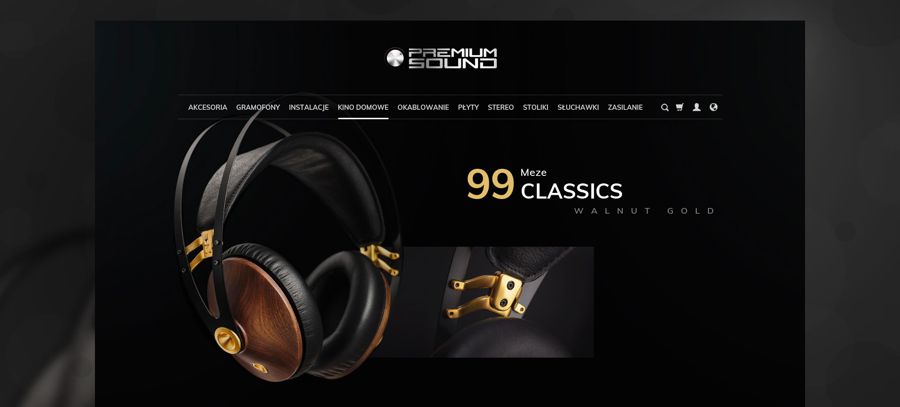 PREMIUM
SOUND
AKCESORIA GRAMOFONY INSTALACJE KINO DOMOWE OKABLOWANIE PŁYTY STEREO STOLIKI SŁUCHAWKI ZASILANIE
99 Meze
CLASSICS
WALNUT GOLD